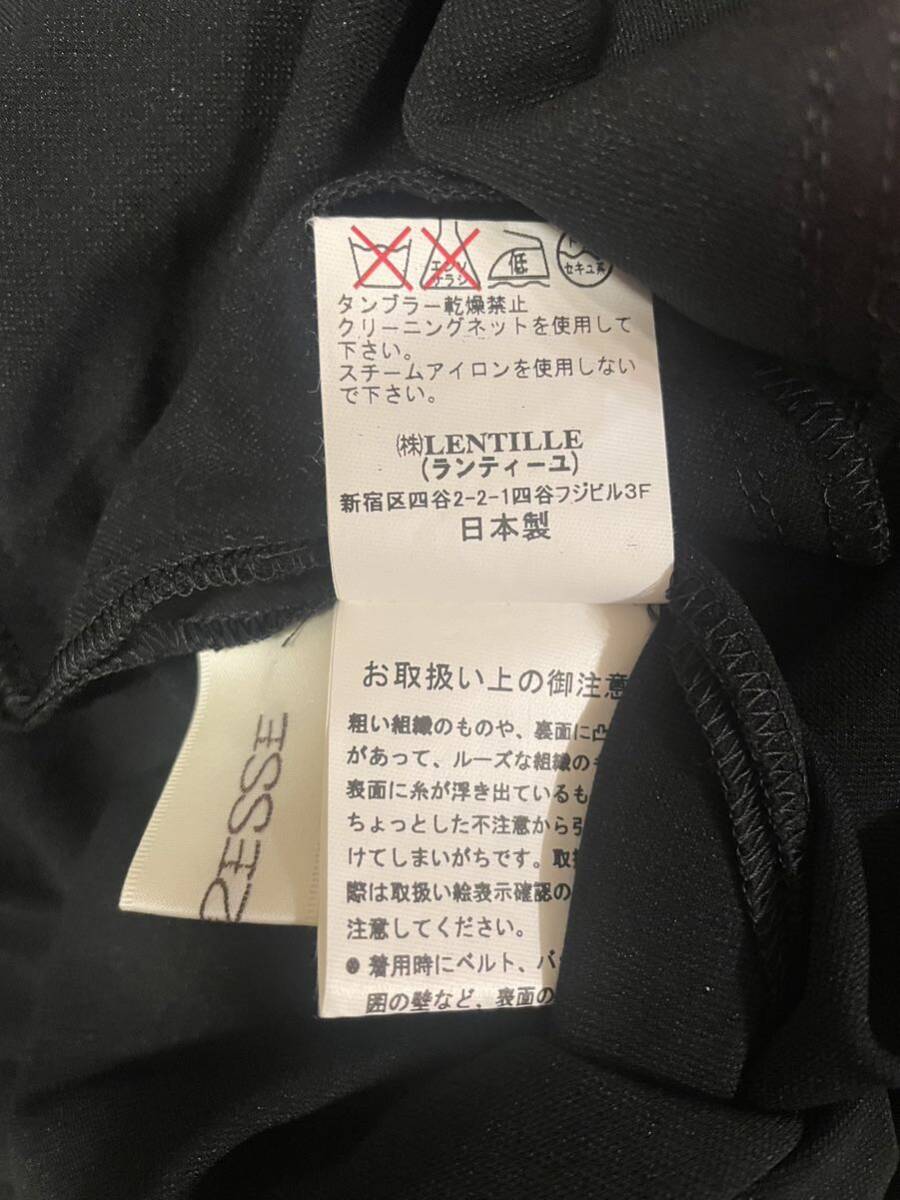 エンソ
サラシ
低
ド
セキユ系
タンブラー乾燥禁止
クリーニングネットを使用して
下さい。
スチームアイロンを使用しない
で下さい。
㈱LENTILLE
(ランティーユ)
新宿区四谷2-2-1四谷フジビル3F
日本製
お取扱い上の御注意
粗い組織のものや、裏面に凸
があって、ルーズな組織の
表面に糸が浮き出ているも
ちょっとした不注意から引
けてしまいがちです。取扱
際は取扱い絵表示確認の
注意してください。
着用時にベルト、バ
囲の壁など、表面の
RESSE